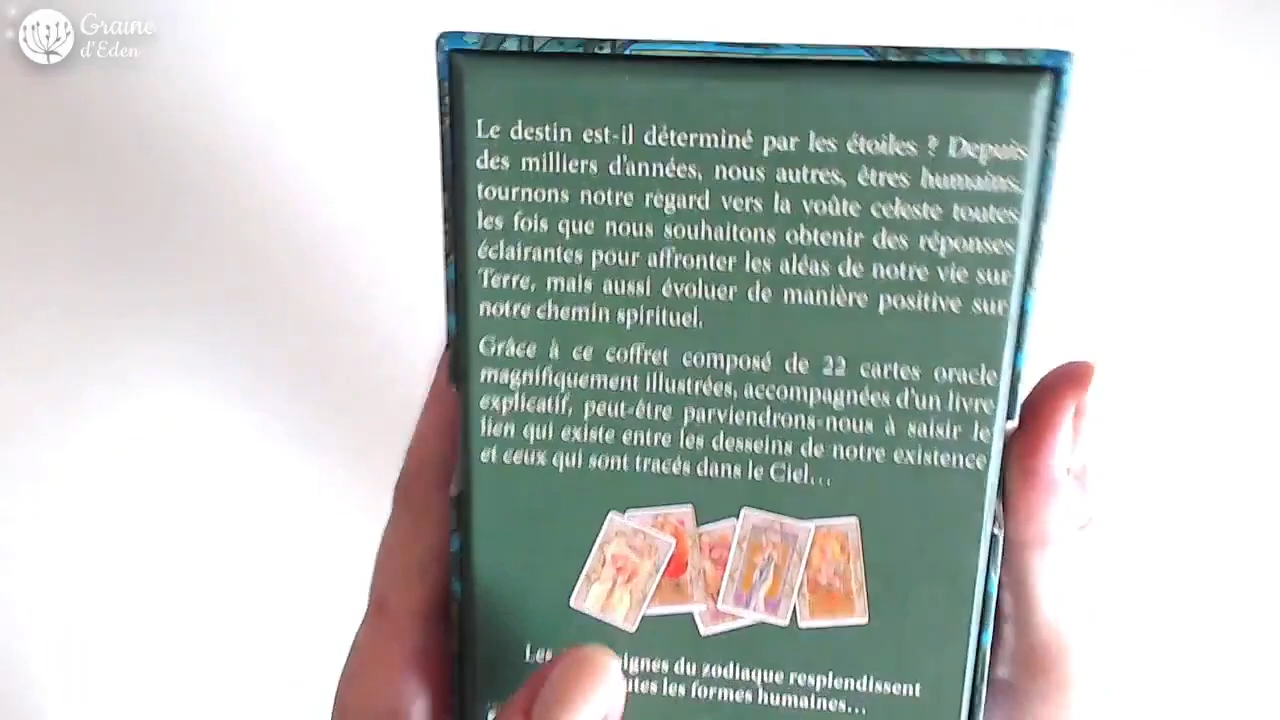 Graine
d'Eden
Le destin est-il déterminé par les étoiles ? Depuis
des milliers d'années, nous autres, êtres humains,
tournons notre regard vers la voûte celeste toutes
les fois que nous souhaitons obtenir des réponses
éclairantes pour affronter les aléas de notre vie sur
Terre, mais aussi évoluer de manière positive sur
notre chemin spirituel.
Grâce à ce coffret composé de 22 cartes oracle
magnifiquement illustrées, accompagnées d'un livre
explicatif, peut-être parviendrons-nous à saisir le
lien qui existe entre les desseins de notre existence
et ceux qui sont tracés dans le Ciel...
Les signes du zodiaque resplendissent
les formes humaines...